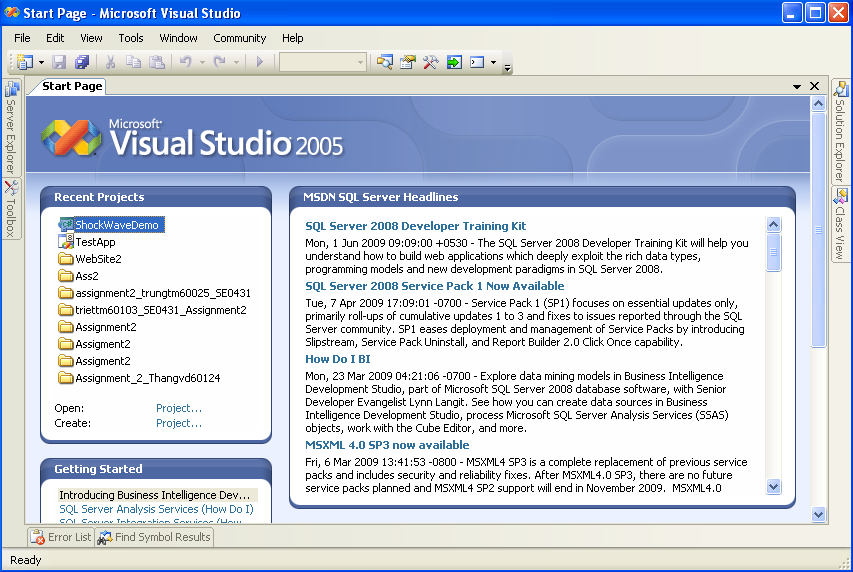 Start Page - Microsoft Visual Studio
File Edit View Tools Window Community Help
Start Page
Server Explorer
Toolbox
Microsoft®
Visual Studio® 2005
Recent Projects
ShockWaveDemo
TestApp
WebSite2
Ass2
assignment2_trungtm60025_SE0431
triettm60103_SE0431_Assignment2
Assignment2
Assigment2
Assigment2
Assignment_2_Thangvd60124
Open: Project...
Create: Project...
Getting Started
Introducing Business Intelligence Dev...
SQL Server Analysis Services (How Do I)
SQL Server Integration Services (How
MSDN SQL Server Headlines
SQL Server 2008 Developer Training Kit
Mon, 1 Jun 2009 09:09:00 +0530 - The SQL Server 2008 Developer Training Kit will help you
understand how to build web applications which deeply exploit the rich data types,
programming models and new development paradigms in SQL Server 2008.
SQL Server 2008 Service Pack 1 Now Available
Tue, 7 Apr 2009 17:09:01 -0700 - Service Pack 1 (SP1) focuses on essential updates only,
primarily roll-ups of cumulative updates 1 to 3 and fixes to issues reported through the SQL
Server community. SP1 eases deployment and management of Service Packs by introducing
Slipstream, Service Pack Uninstall, and Report Builder 2.0 Click Once capability.
How Do I BI
Mon, 23 Mar 2009 04:21:06 -0700 - Explore data mining models in Business Intelligence
Development Studio, part of Microsoft SQL Server 2008 database software, with Senior
Developer Evangelist Lynn Langit. See how you can create data sources in Business
Intelligence Development Studio, process Microsoft SQL Server Analysis Services (SSAS)
objects, work with the Cube Editor, and more.
MSXML 4.0 SP3 now available
Fri, 6 Mar 2009 13:41:53 -0800 - MSXML4 SP3 is a complete replacement of previous service
packs and includes security and reliability fixes. After MSXML4.0 SP3, there are no future
service packs planned and MSXML4 SP2 support will end in November 2009. MSXML4.0
Solution Explorer
Class View
Error List
Find Symbol Results
Ready